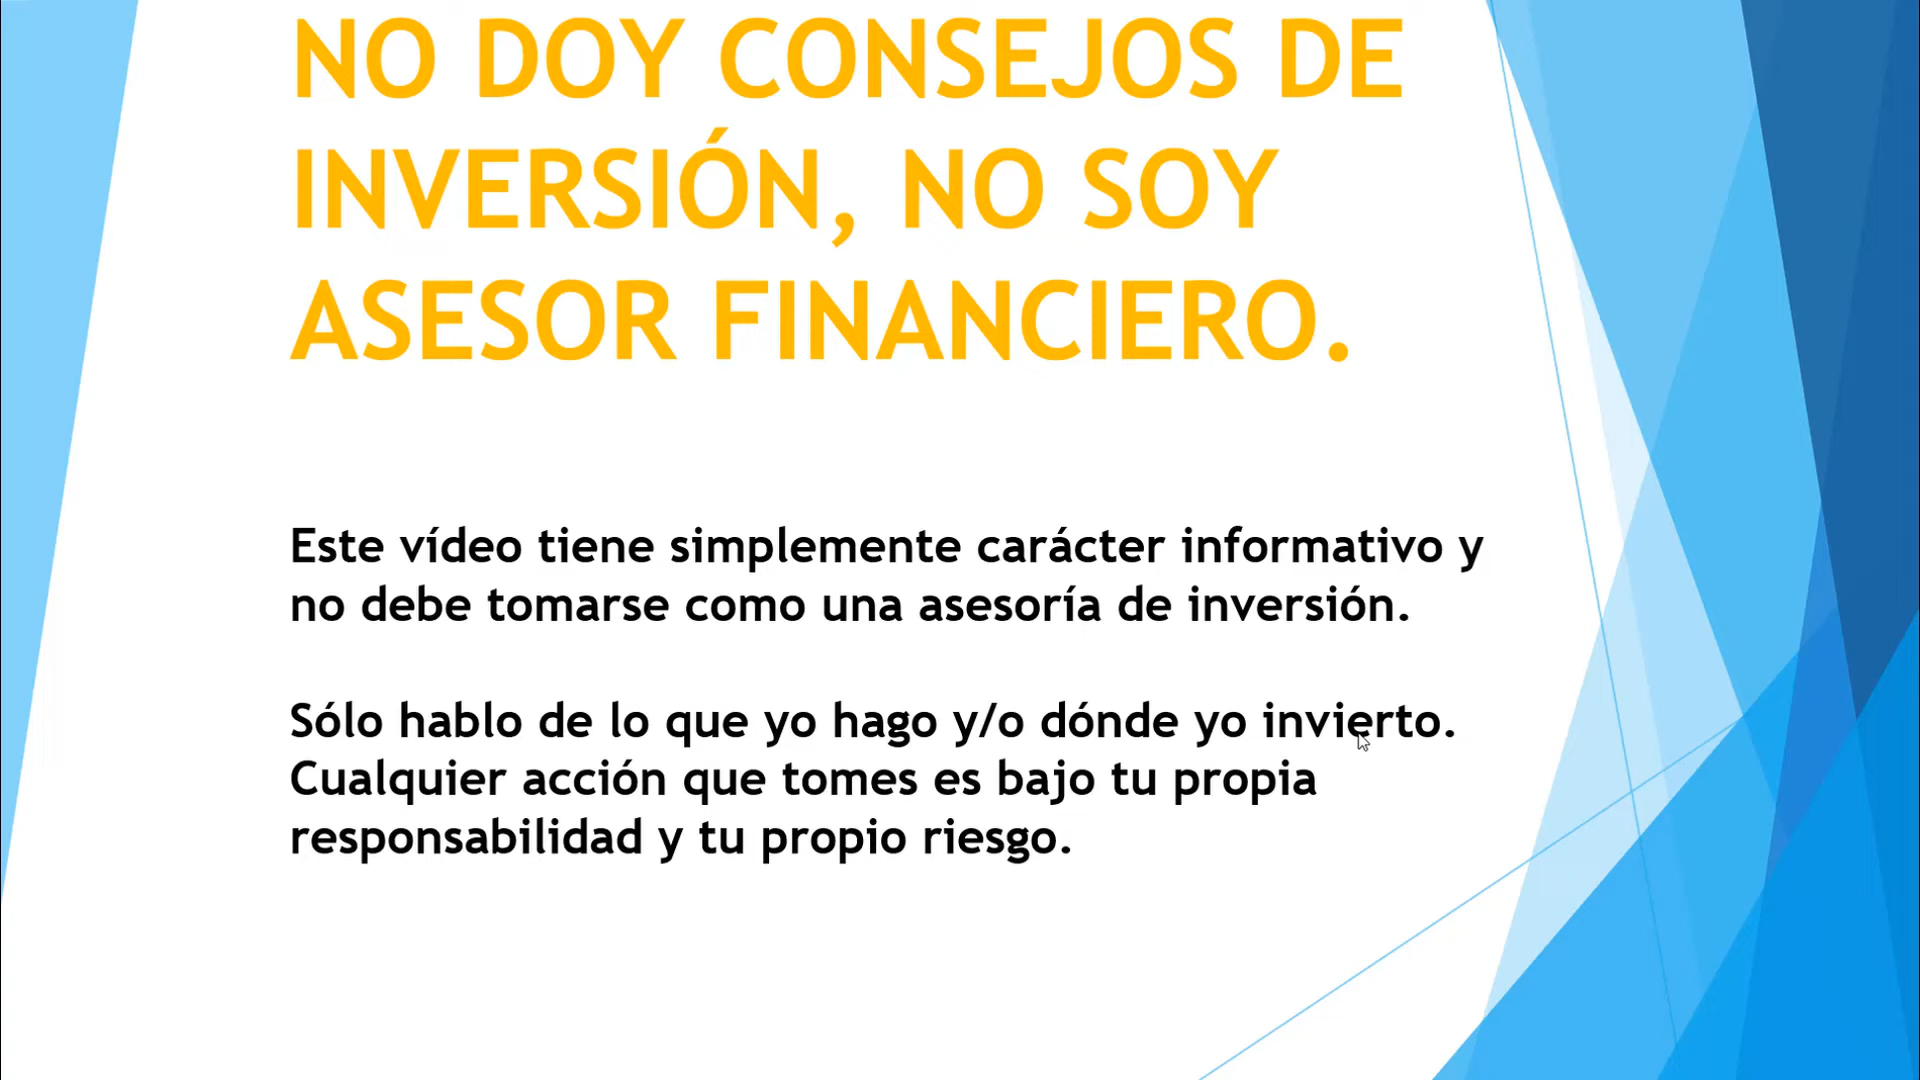 NO DOY CONSEJOS DE
INVERSIÓN, NO SOY
ASESOR FINANCIERO.
Este vídeo tiene simplemente carácter informativo y
no debe tomarse como una asesoría de inversión.
Sólo hablo de lo que yo hago y/o dónde yo invierto.
Cualquier acción que tomes es bajo tu propia
responsabilidad y tu propio riesgo.